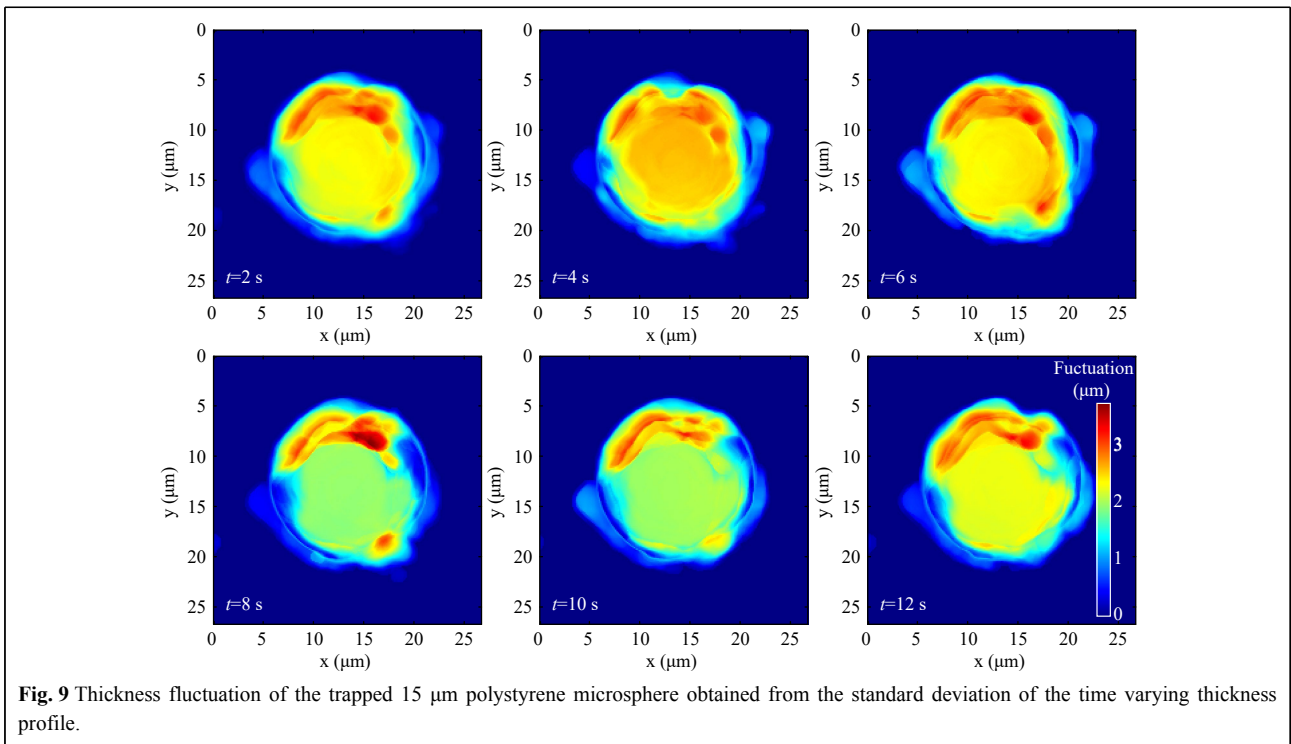 0
5
10
15
20
25
y (μm)
t=2 s
0 5 10 15 20 25
x (μm)
0
5
10
15
20
25
y (μm)
t=4 s
0 5 10 15 20 25
x (μm)
0
5
10
15
20
25
y (μm)
t=6 s
0 5 10 15 20 25
x (μm)
0
5
10
15
20
25
y (μm)
t=8 s
0 5 10 15 20 25
x (μm)
0
5
10
15
20
25
y (μm)
t=10 s
0 5 10 15 20 25
x (μm)
0
5
10
15
20
25
y (μm)
t=12 s
0 5 10 15 20 25
x (μm)
Fuctuation
(μm)
3
2
1
0
Fig. 9 Thickness fluctuation of the trapped 15 μm polystyrene microsphere obtained from the standard deviation of the time varying thickness
profile.